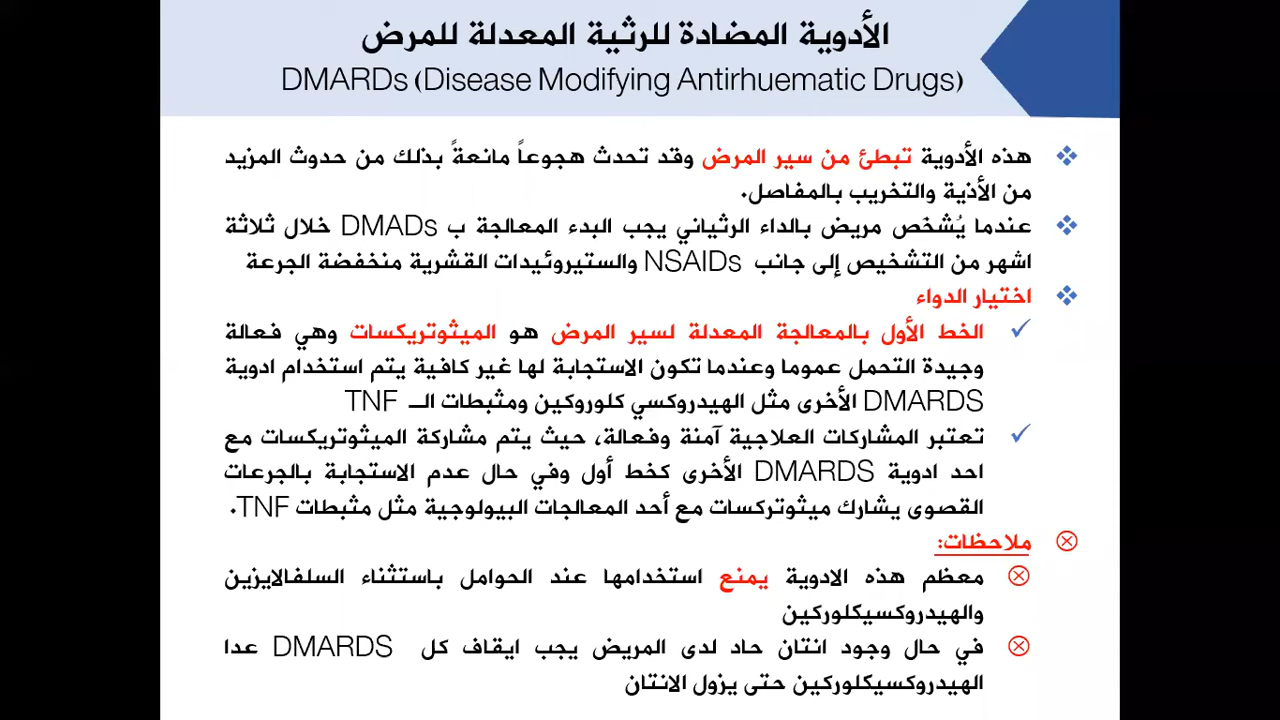 الأدوية المضادة للرثية المعدلة للمرض
DMARDs (Disease Modifying Antirhuematic Drugs)
هذه الأدوية تبطئ من سير المرض وقد تحدث هجوعاً مانعةً بذلك من حدوث المزيد
من الأذية والتخريب بالمفاصل.
عندما يُشخّص مريض بالداء الرثياني يجب البدء المعالجة ب DMADs خلال ثلاثة
اشهر من التشخيص إلى جانب NSAIDs والستيروئيدات القشرية منخفضة الجرعة
اختيار الدواء
الخط الأول بالمعالجة المعدلة لسير المرض هو الميثوتريكسات وهي فعالة
وجيدة التحمل عموما وعندما تكون الاستجابة لها غير كافية يتم استخدام ادوية
DMARDS الأخرى مثل الهيدروكسي كلوروكين ومثبطات الــ TNF
تعتبر المشاركات العلاجية آمنة وفعالة، حيث يتم مشاركة الميثوتريكسات مع
احد ادوية DMARDS الأخرى كخط أول وفي حال عدم الاستجابة بالجرعات
القصوى يشارك ميثوتركسات مع أحد المعالجات البيولوجية مثل مثبطات TNF.
ملاحظات:
معظم هذه الادوية يمنع استخدامها عند الحوامل باستثناء السلفالايزين
والهيدروكسيكلوركين
في حال وجود انتان حاد لدى المريض يجب ايقاف كل DMARDS عدا
الهيدروكسيكلوركين حتى يزول الانتان